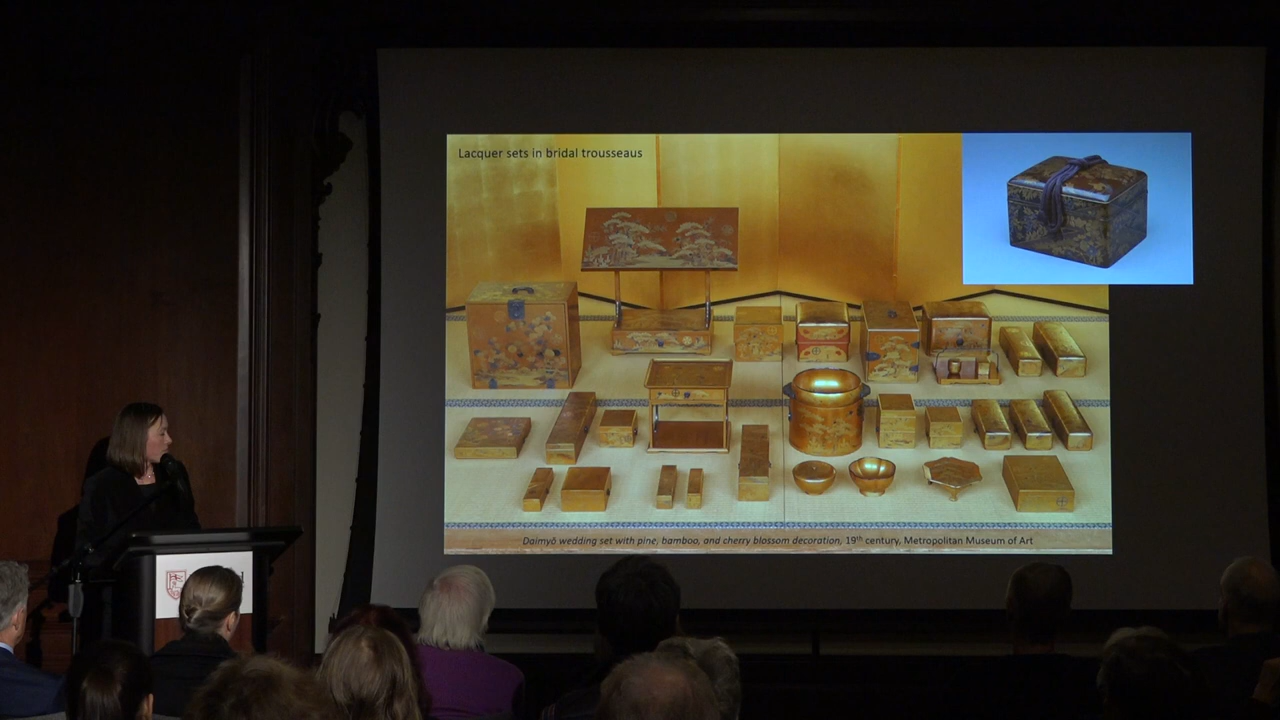 Lacquer sets in bridal trousseaus
Daimyō wedding set with pine, bamboo, and cherry blossom decoration, 19th century, Metropolitan Museum of Art